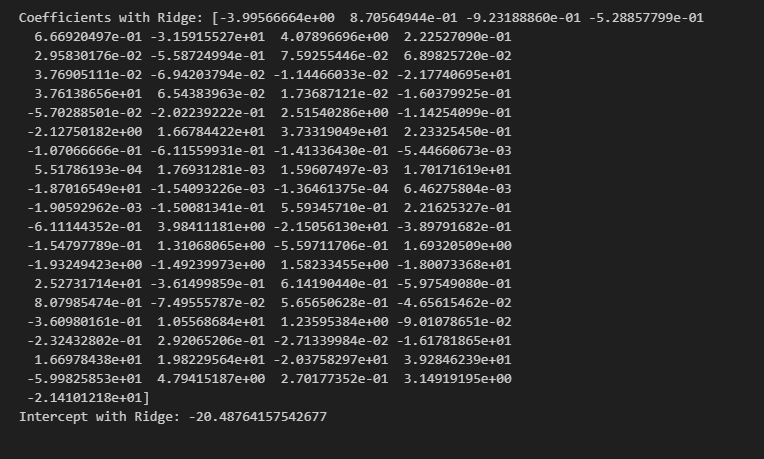 Coefficients with Ridge: [-3.99566664e+00  8.70564944e-01 -9.23188860e-01 -5.28857799e-01
  6.66920497e-01 -3.15915527e+01  4.07896696e+00  2.22527090e-01
  2.95830176e-02 -5.58724994e-01  7.59255446e-02  6.89825720e-02
  3.76905111e-02 -6.94203794e-02 -1.14466033e-02 -2.17740695e+01
  3.76138656e+01  6.54383963e-02  1.73687121e-02 -1.60379925e-01
 -5.70288501e-02 -2.02239222e-01  2.51540286e+00 -1.14254099e-01
 -2.12750182e+00  1.66784422e+01  3.73319049e+01  2.23325450e-01
 -1.07066666e-01 -6.11559931e-01 -1.41336430e-01 -5.44660673e-03
  5.51786193e-04  1.76931281e-03  1.59607497e-03  1.70171619e+01
 -1.87016549e+01 -1.54093226e-03 -1.36461375e-04  6.46275804e-03
 -1.90592962e-03 -1.50081341e-01  5.59345710e-01  2.21625327e-01
 -6.11144352e-01  3.98411181e+00 -2.15056130e+01 -3.89791682e-01
 -1.54797789e-01  1.31068065e+00 -5.59711706e-01  1.69320509e+00
 -1.93249423e+00 -1.49239973e+00  1.58233455e+00 -1.80073368e+01
  2.52731714e+01 -3.61499859e-01  6.14190440e-01 -5.97549080e-01
  8.07985474e-01 -7.49555787e-02  5.65650628e-01 -4.65615462e-02
 -3.60980161e-01  1.05568684e+01  1.23595384e+00 -9.01078651e-02
 -2.32432802e-01  2.92065206e-01 -2.71339984e-02 -1.61781865e+01
  1.66978438e+01  1.98229564e+01 -2.03758297e+01  3.92846239e+01
 -5.99825853e+01  4.79415187e+00  2.70177352e-01  3.14919195e+00
 -2.14101218e+01]
Intercept with Ridge: -20.48764157542677